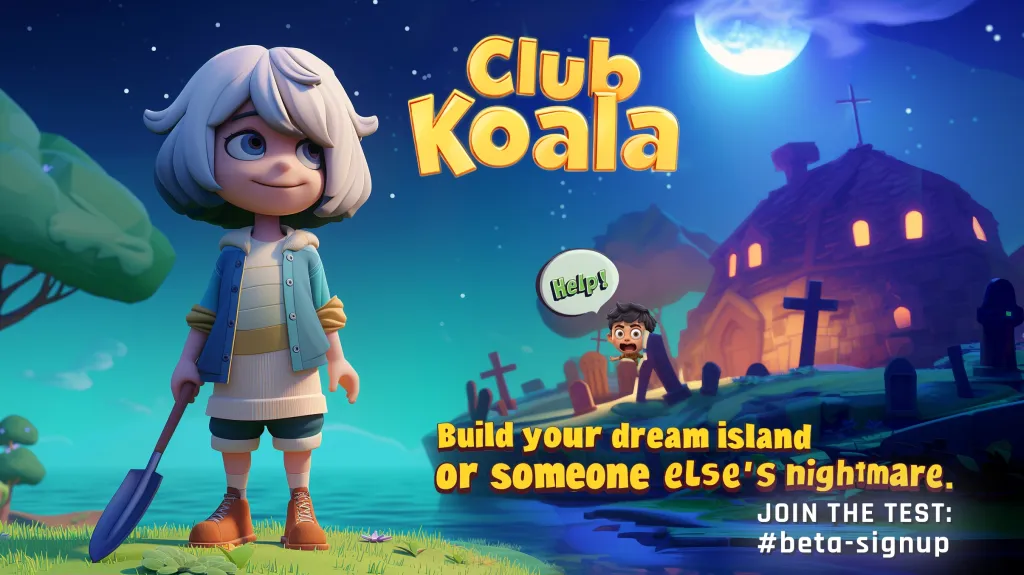 Club
Koala
Help!
Build your dream island
or someone else's nightmare.
JOIN THE TEST:
#beta-signup